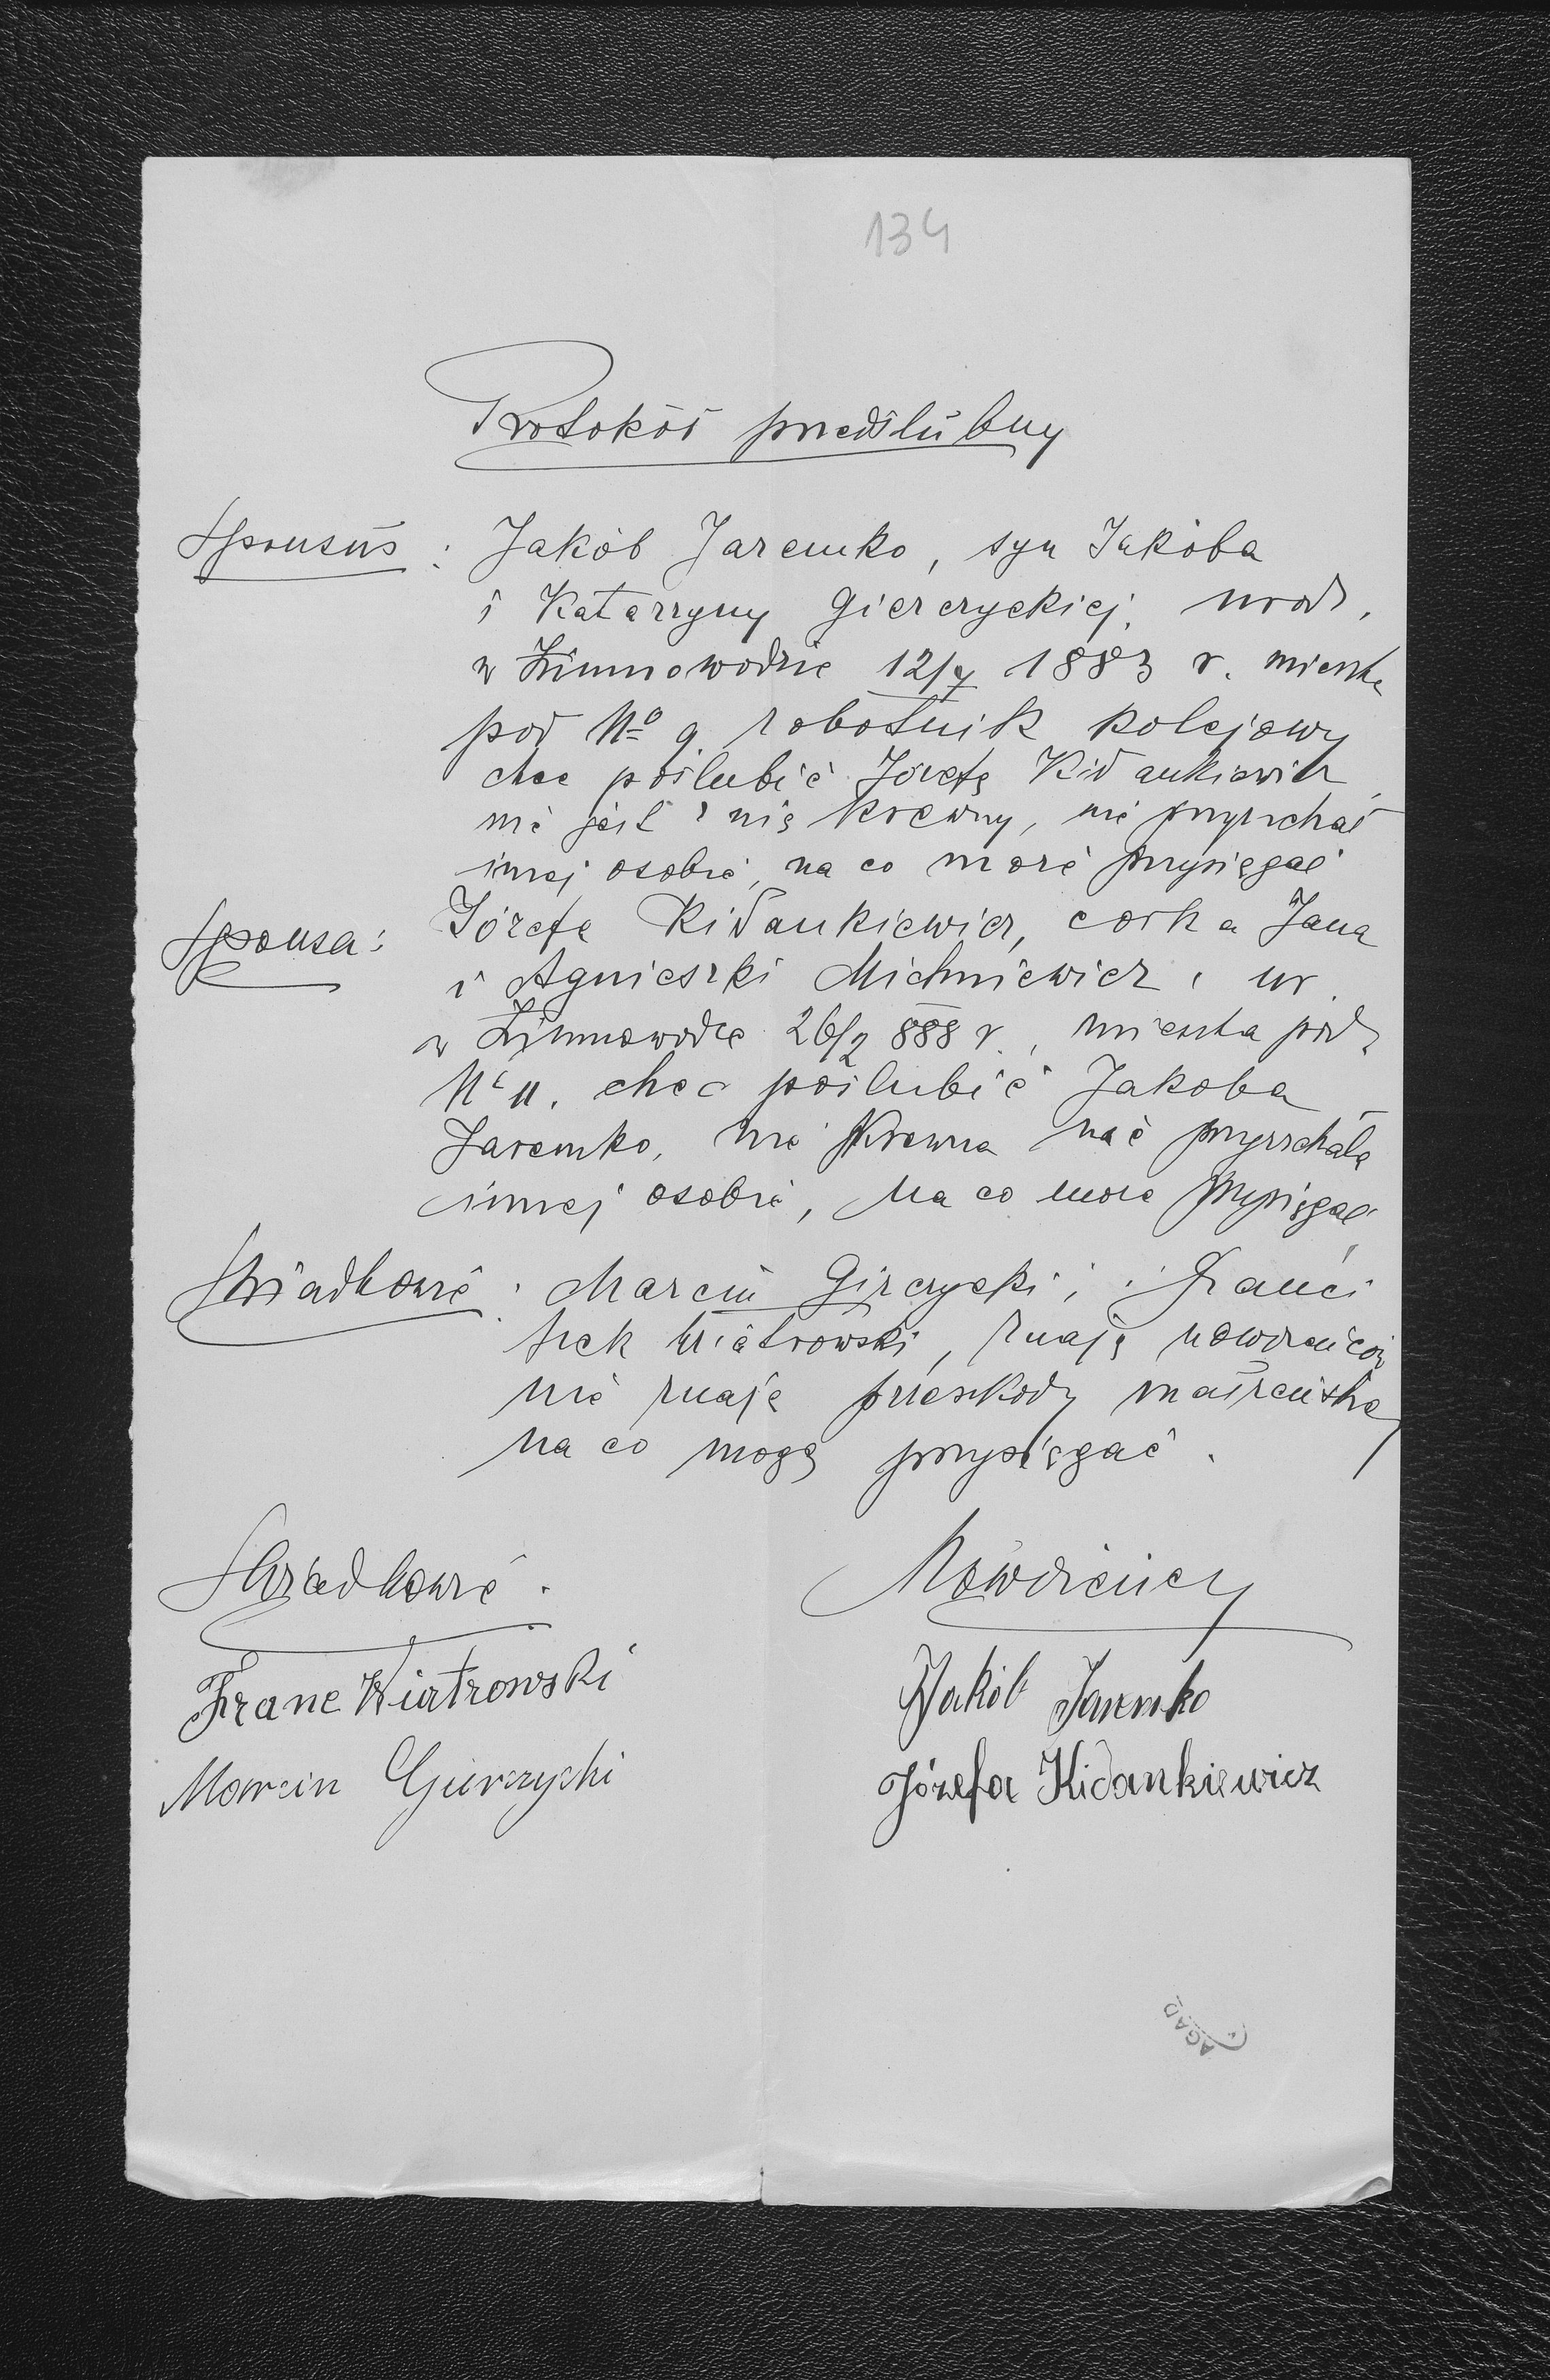 134
Protokół przedślubny
Sponsus : Jakób Jaremko, syn Jakóba
i Katarzyny Gierczyckiej, urodz.
w Zimnowodzie 12/7 1883 r. mieszka
pod No 9 robotnik kolejowy
chce poślubić Józefę Kidankiewicz,
nie jest z nią krewny, nie przyrzekał
innej osobie, na co może przysięgać
Sponsa: Józefa Kidankiewicz, córka Jana
i Agnieszki Michniewicz, ur.
w Zimnowodzie 26/2 888 r., mieszka pod
No 11. chce poślubić Jakóba
Jaremko, nie krewna nie przyrzekała
innej osobie, na co może przysięgać
Świadkowie : Marcin Girczycki i Franci
szek Wiatrowski, znają nowożeńców
nie znają przeszkody małżeńskiej
na co mogą przysięgać.
Świadkowie. Nowożeńcy
Franc Wiatrowski Jakób Jaremko
Marcin Gierczycki Józefa Kidankiewicz
AGAD